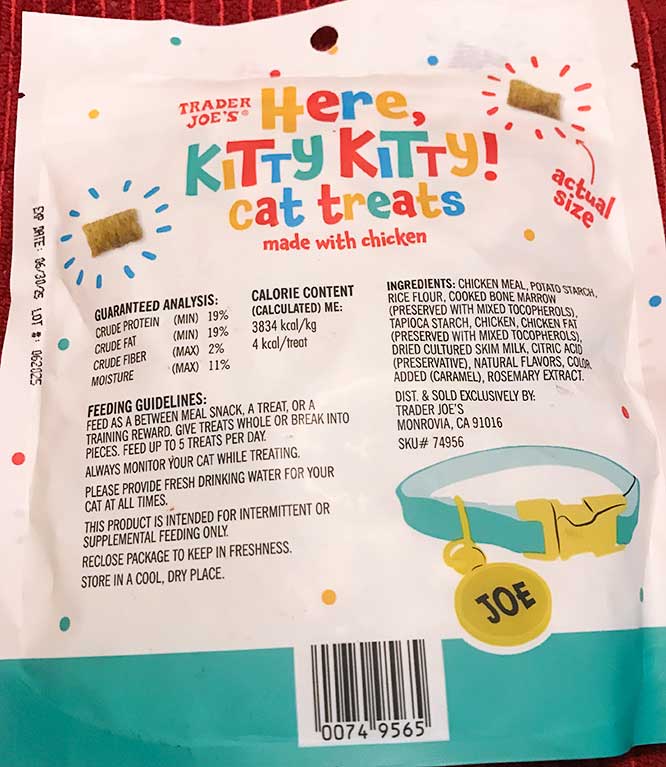 TRADER
JOE'S®
Here,
KITTY KITTY!
cat treats
made with chicken
actual
size
EXP DATE: 06/30/25 LOT #: 063025
GUARANTEED ANALYSIS:
CRUDE PROTEIN (MIN) 19%
CRUDE FAT (MIN) 19%
CRUDE FIBER (MAX) 2%
MOISTURE (MAX) 11%
CALORIE CONTENT
(CALCULATED) ME:
3834 kcal/kg
4 kcal/treat
FEEDING GUIDELINES:
FEED AS A BETWEEN MEAL SNACK, A TREAT, OR A
TRAINING REWARD. GIVE TREATS WHOLE OR BREAK INTO
PIECES. FEED UP TO 5 TREATS PER DAY.
ALWAYS MONITOR YOUR CAT WHILE TREATING.
PLEASE PROVIDE FRESH DRINKING WATER FOR YOUR
CAT AT ALL TIMES.
THIS PRODUCT IS INTENDED FOR INTERMITTENT OR
SUPPLEMENTAL FEEDING ONLY.
RECLOSE PACKAGE TO KEEP IN FRESHNESS.
STORE IN A COOL, DRY PLACE.
INGREDIENTS: CHICKEN MEAL, POTATO STARCH,
RICE FLOUR, COOKED BONE MARROW
(PRESERVED WITH MIXED TOCOPHEROLS),
TAPIOCA STARCH, CHICKEN, CHICKEN FAT
(PRESERVED WITH MIXED TOCOPHEROLS),
DRIED CULTURED SKIM MILK, CITRIC ACID
(PRESERVATIVE), NATURAL FLAVORS, COLOR
ADDED (CARAMEL), ROSEMARY EXTRACT.
DIST. & SOLD EXCLUSIVELY BY:
TRADER JOE'S
MONROVIA, CA 91016
SKU# 74956
JOE
0074 9565